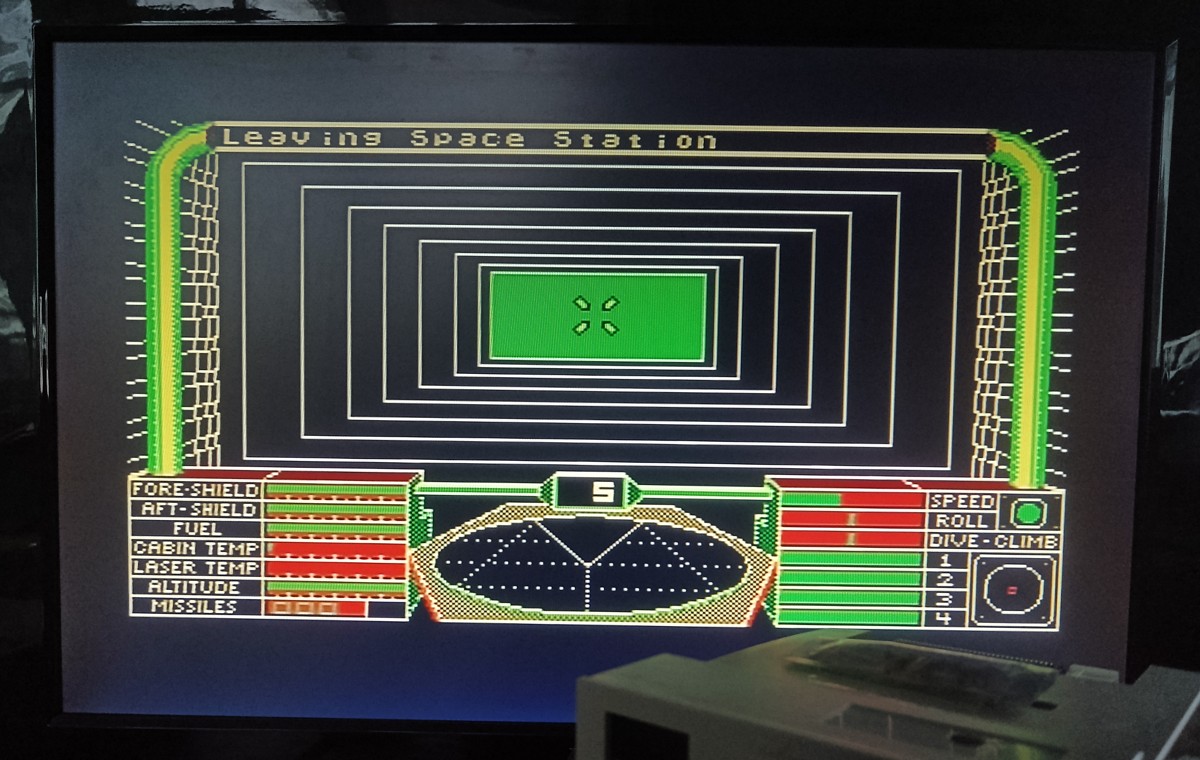 Leaving Space Station
S
FORE-SHIELD
AFT-SHIELD
FUEL
CABIN TEMP
LASER TEMP
ALTITUDE
MISSILES
SPEED
ROLL
DIVE-CLIMB
1
2
3
4